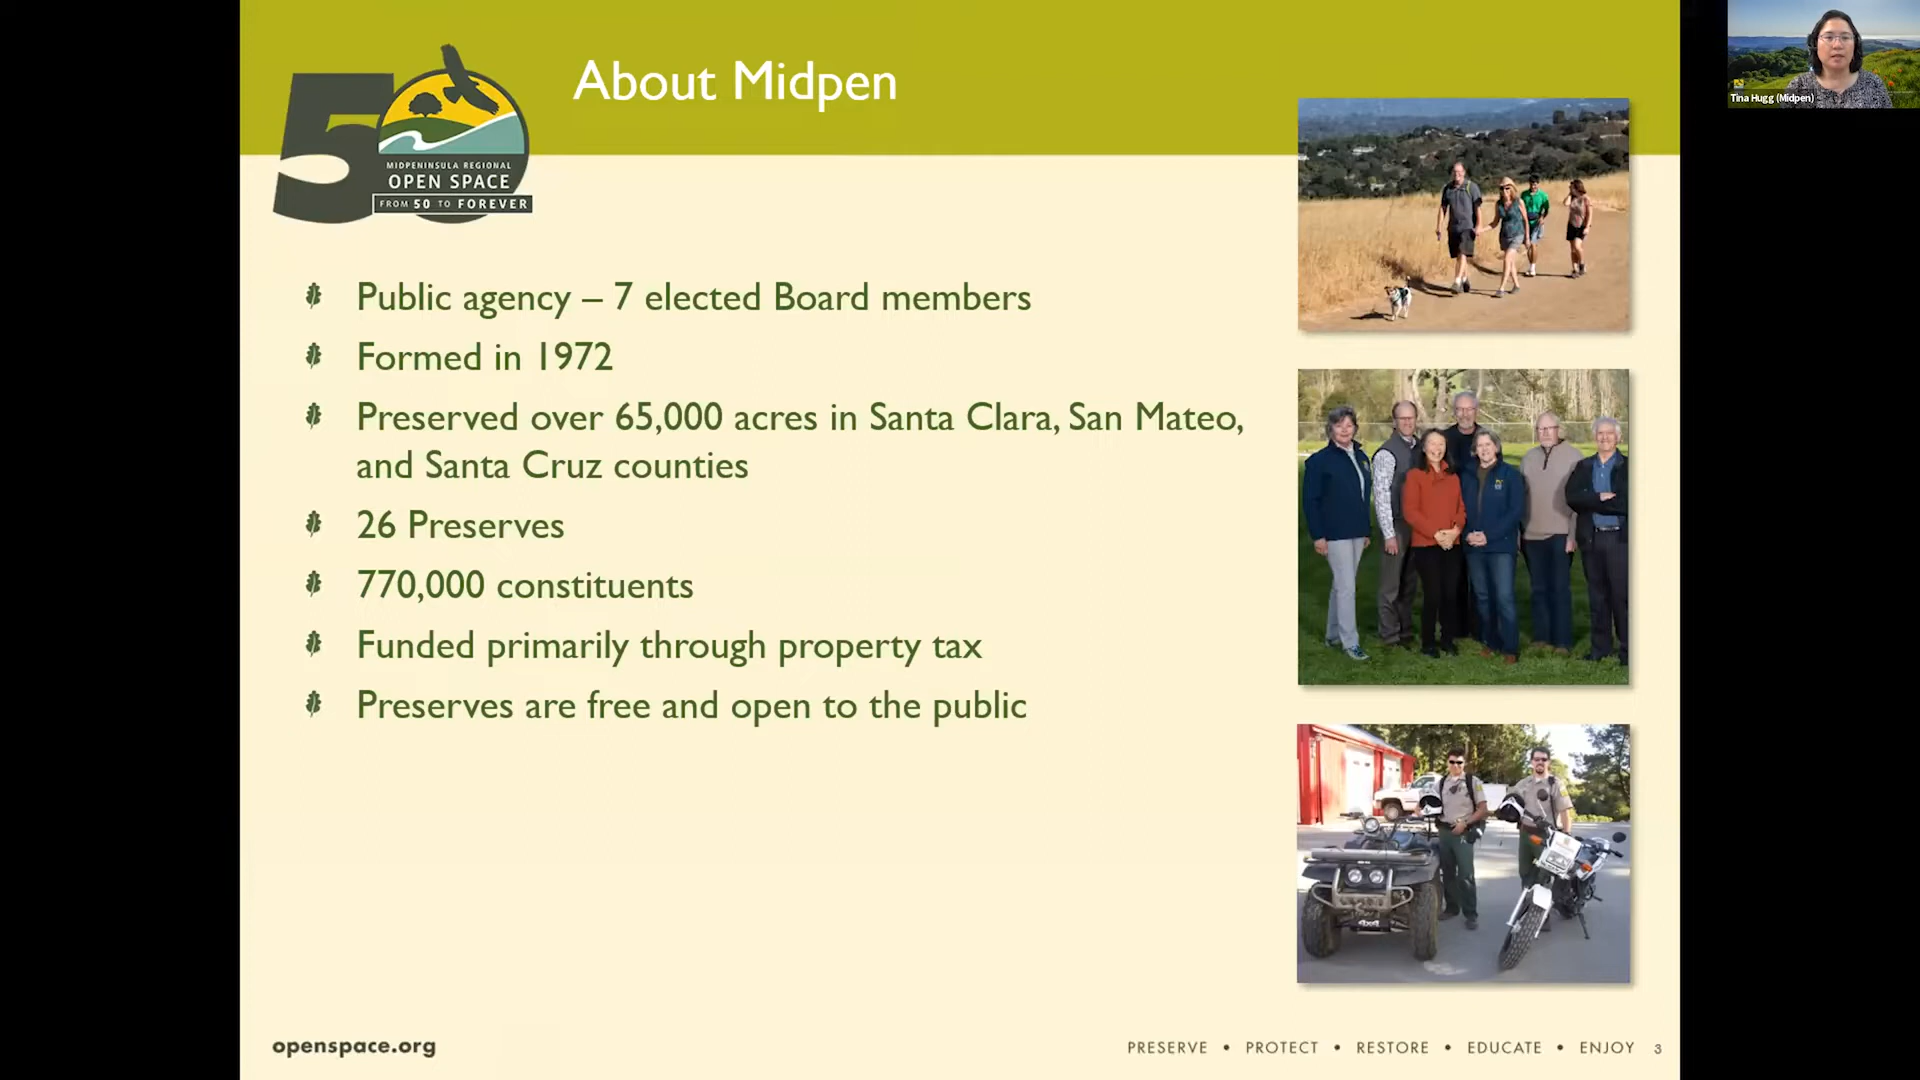 About Midpen
50
MIDPENINSULA REGIONAL
OPEN SPACE
FROM 50 TO FOREVER
Tina Hugg (Midpen)
Public agency – 7 elected Board members
Formed in 1972
Preserved over 65,000 acres in Santa Clara, San Mateo,
and Santa Cruz counties
26 Preserves
770,000 constituents
Funded primarily through property tax
Preserves are free and open to the public
4x4
openspace.org
PRESERVE • PROTECT • RESTORE • EDUCATE • ENJOY 3